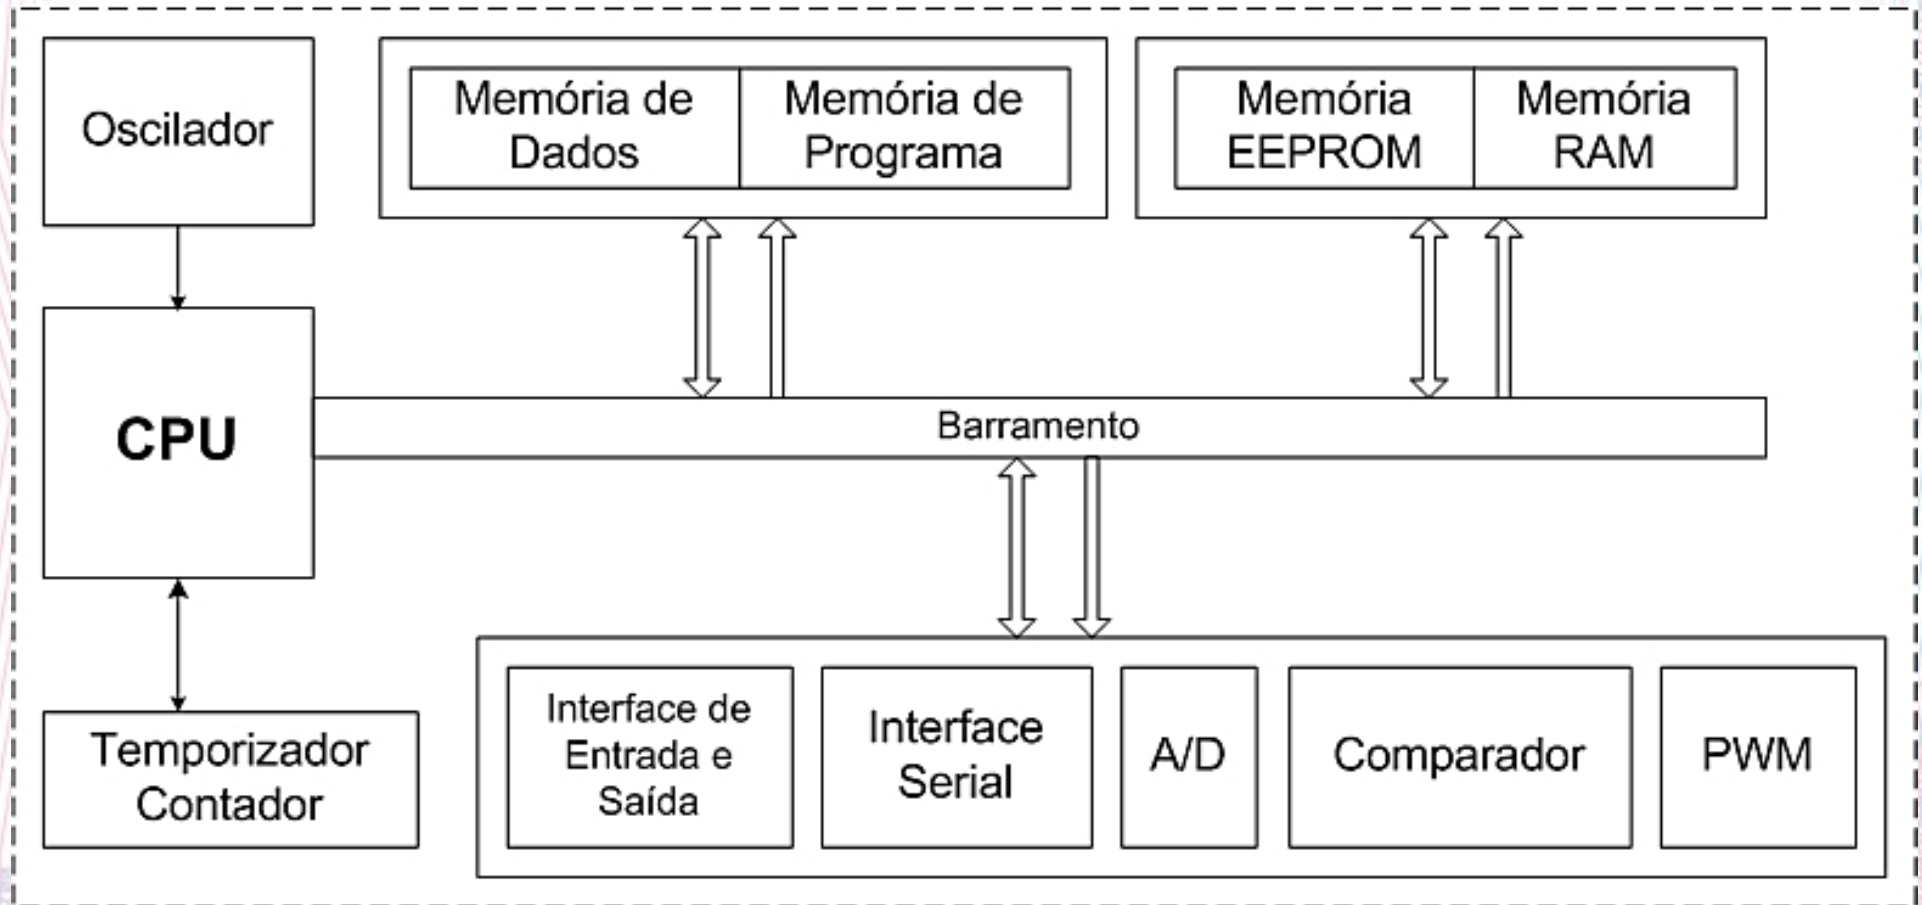 Oscilador
Memória de
Dados
Memória de
Programa
Memória
EEPROM
Memória
RAM
CPU
Barramento
Temporizador
Contador
Interface de
Entrada e
Saída
Interface
Serial
A/D
Comparador
PWM